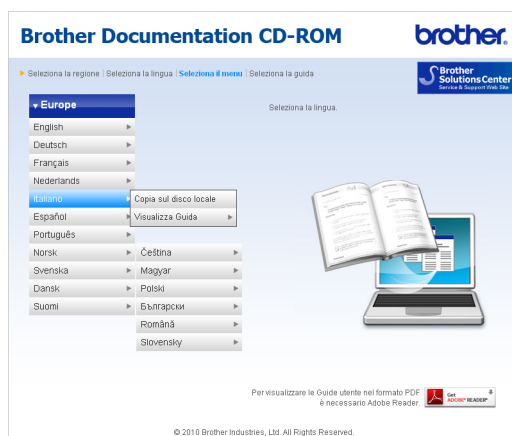 Brother Documentation CD-ROM
brother.
Seleziona la regione | Seleziona la lingua | Seleziona il menu | Seleziona la guida
Brother
Solutions Center
Service & Support Web Site
Europe
Seleziona la lingua.
English
Deutsch
Français
Nederlands
Italiano
Copia sul disco locale
Español
Visualizza Guida
Português
Norsk
Čeština
Svenska
Magyar
Dansk
Polski
Suomi
Български
Română
Slovensky
Per visualizzare le Guide utente nel formato PDF
è necessario Adobe Reader.
Get
ADOBE® READER®
© 2010 Brother Industries, Ltd. All Rights Reserved.